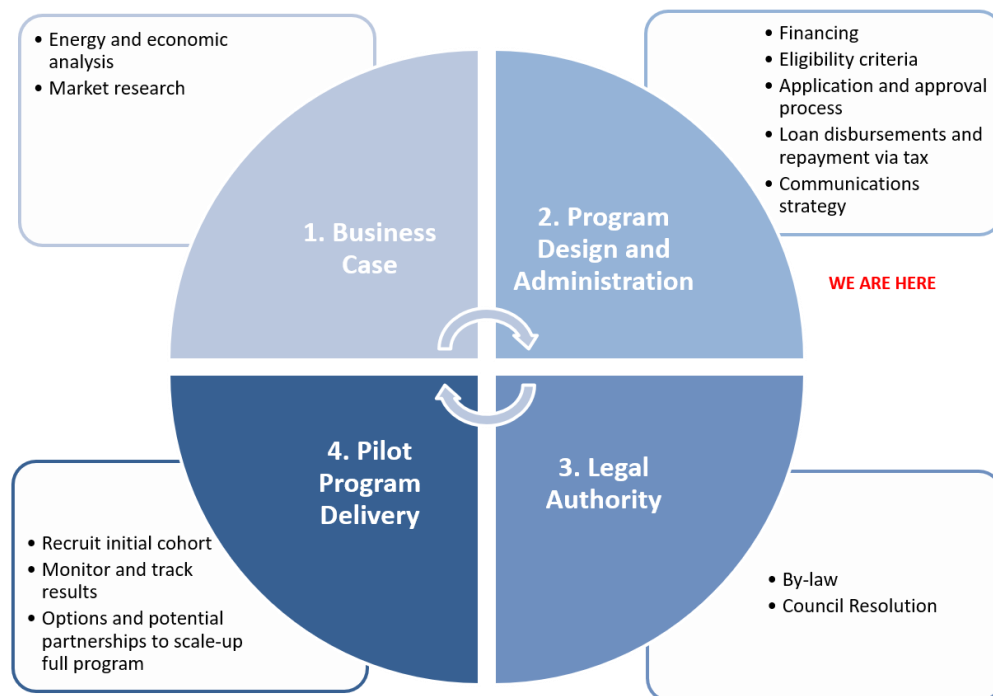 • Energy and economic
analysis
• Market research
• Financing
• Eligibility criteria
• Application and approval
process
• Loan disbursements and
repayment via tax
• Communications
strategy
1. Business
Case
2. Program
Design and
Administration
WE ARE HERE
4. Pilot
Program
Delivery
3. Legal
Authority
• Recruit initial cohort
• Monitor and track
results
• Options and potential
partnerships to scale-up
full program
• By-law
• Council Resolution